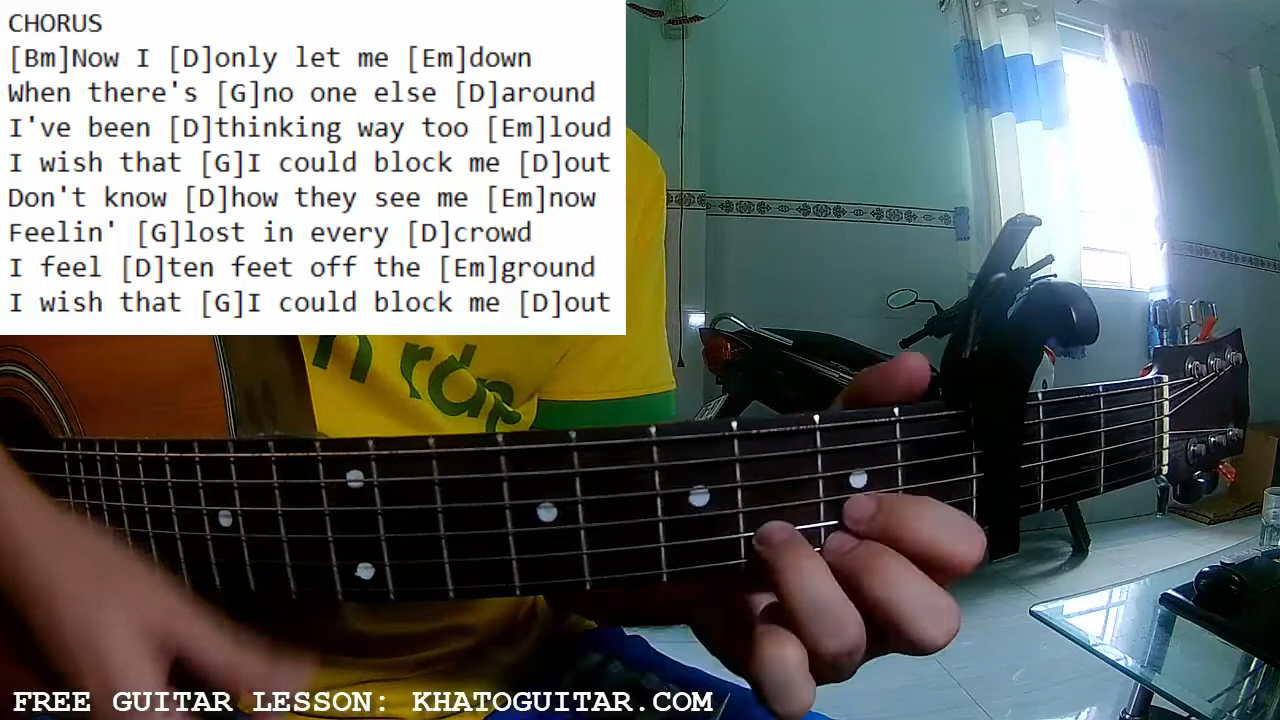 CHORUS
[Bm]Now I [D]only let me [Em]down
When there's [G]no one else [D]around
I've been [D]thinking way too [Em]loud
I wish that [G]I could block me [D]out
Don't know [D]how they see me [Em]now
Feelin' [G]lost in every [D]crowd
I feel [D]ten feet off the [Em]ground
I wish that [G]I could block me [D]out
FREE GUITAR LESSON: KHATOGUITAR.COM